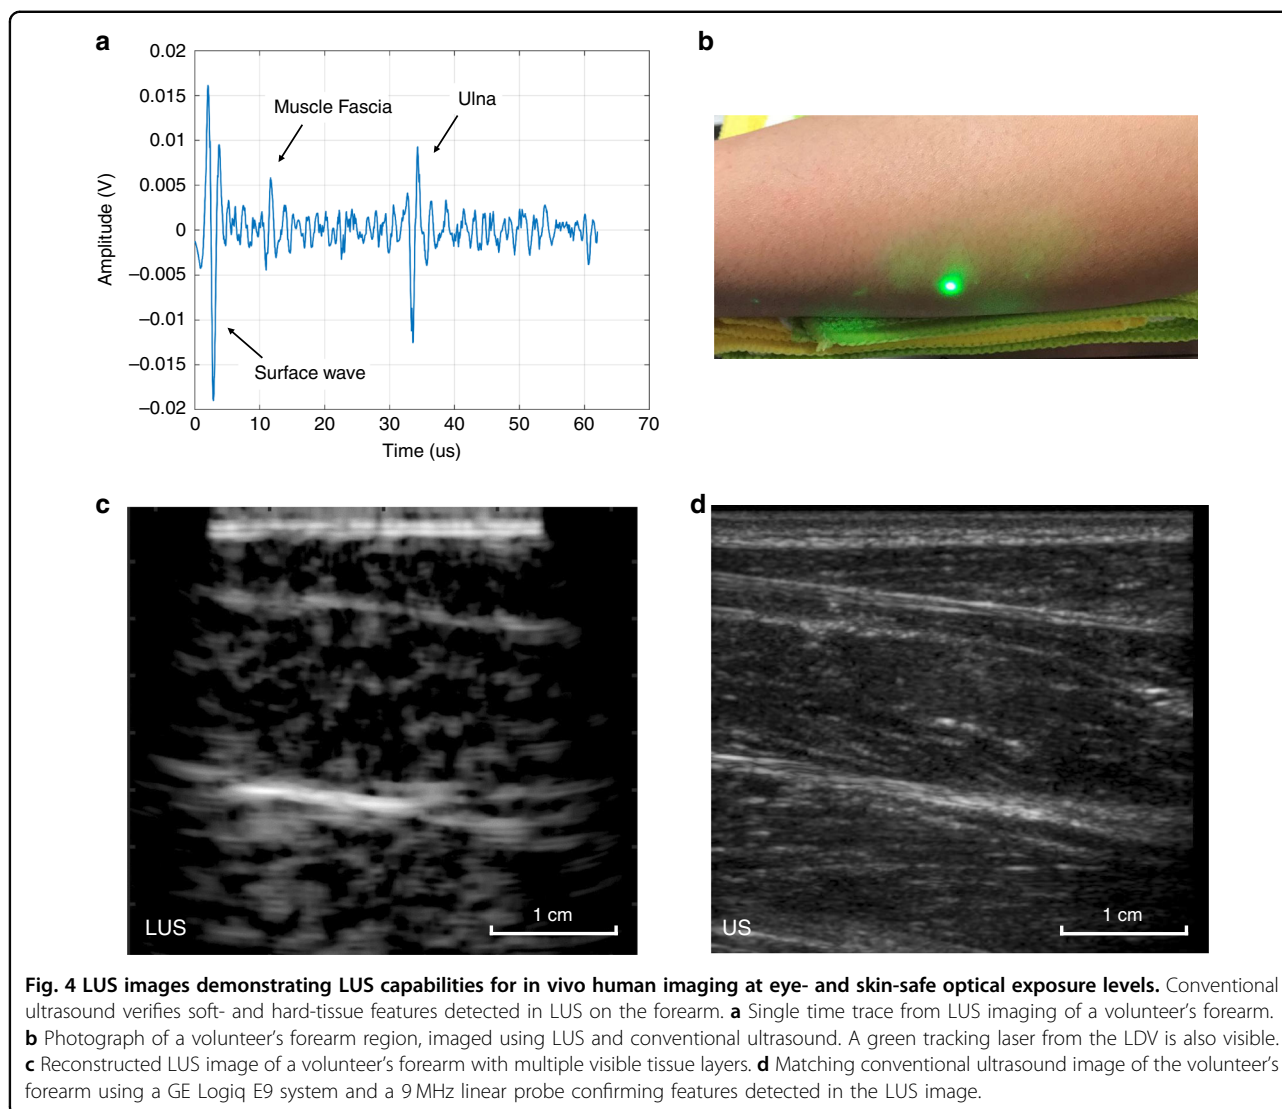 a
b
0.02
0.015
0.01
0.005
0
−0.005
−0.01
−0.015
−0.02
Amplitude (V)
Muscle Fascia
Ulna
Surface wave
0 10 20 30 40 50 60 70
Time (us)
c
d
LUS
1 cm
US
1 cm
Fig. 4 LUS images demonstrating LUS capabilities for in vivo human imaging at eye- and skin-safe optical exposure levels. Conventional
ultrasound verifies soft- and hard-tissue features detected in LUS on the forearm. a Single time trace from LUS imaging of a volunteer's forearm.
b Photograph of a volunteer's forearm region, imaged using LUS and conventional ultrasound. A green tracking laser from the LDV is also visible.
c Reconstructed LUS image of a volunteer's forearm with multiple visible tissue layers. d Matching conventional ultrasound image of the volunteer's
forearm using a GE Logiq E9 system and a 9 MHz linear probe confirming features detected in the LUS image.